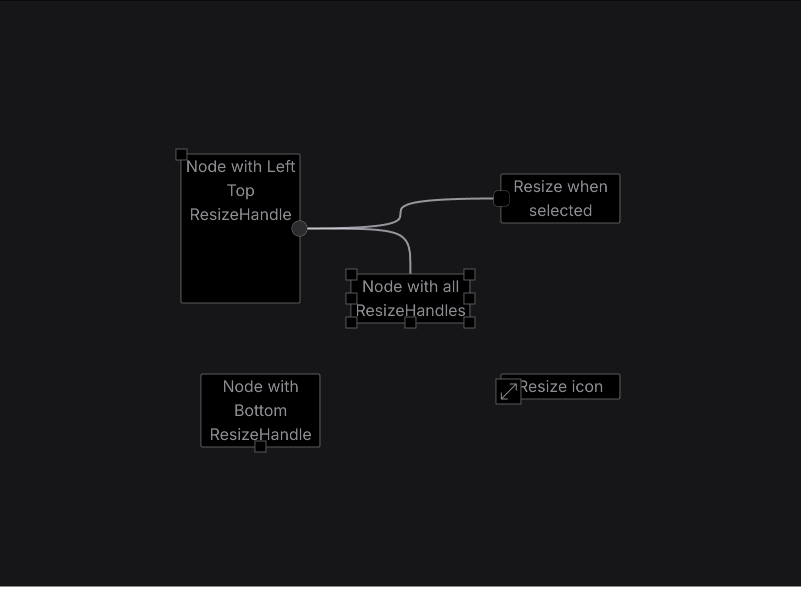 Node with Left
Top
ResizeHandle
Resize when
selected
Node with all
ResizeHandles
Node with
Bottom
ResizeHandle
Resize icon